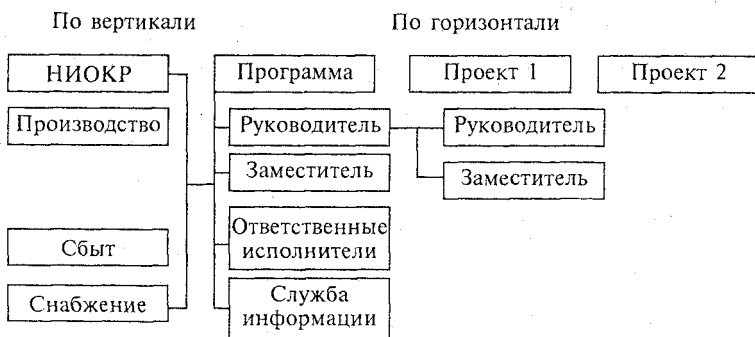 По вертикали
По горизонтали
НИОКР
Программа
Проект 1
Проект 2
Производство
Руководитель
Руководитель
Заместитель
Заместитель
Сбыт
Ответственные
исполнители
Снабжение
Служба
информации